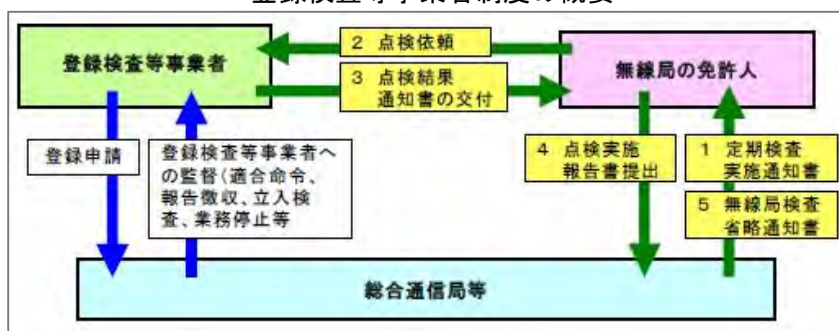 登録検査等事業者制度の概要
2 点検依頼
登録検査等事業者
無線局の免許人
3 点検結果
通知書の交付
登録申請
登録検査等事業者へ
の監督(適合命令、
報告徴収、立入検
査、業務停止等
4 点検実施
報告書提出
1 定期検査
実施通知書
5 無線局検査
省略通知書
総合通信局等